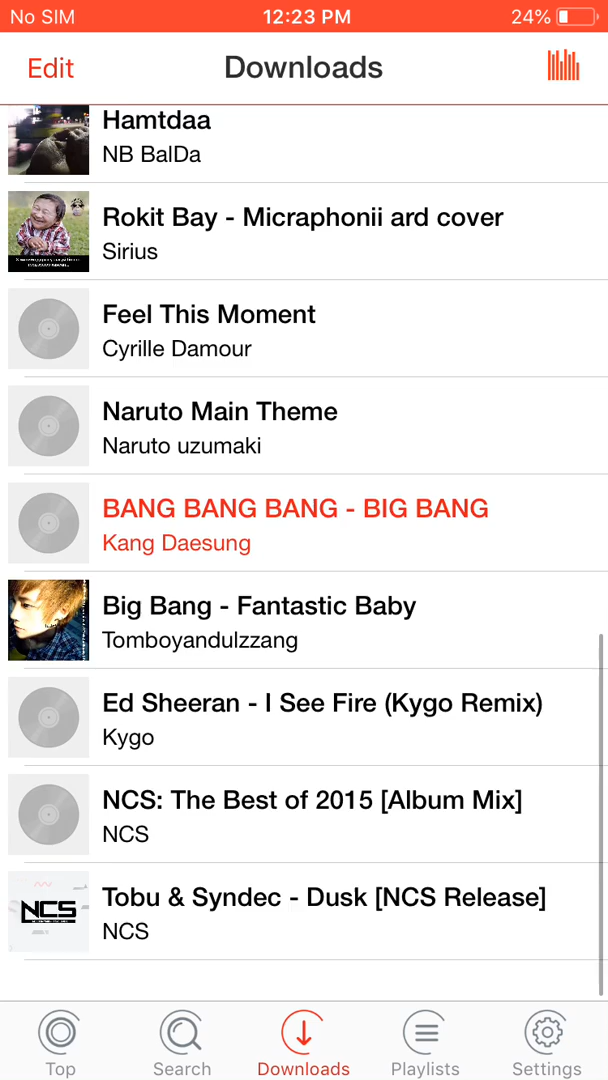 No SIM 12:23 PM 24%
Edit Downloads
Hamtdaa
NB BalDa
Rokit Bay - Micraphonii ard cover
Sirius
Feel This Moment
Cyrille Damour
Naruto Main Theme
Naruto uzumaki
BANG BANG BANG - BIG BANG
Kang Daesung
Big Bang - Fantastic Baby
Tomboyandulzzang
Ed Sheeran - I See Fire (Kygo Remix)
Kygo
NCS: The Best of 2015 [Album Mix]
NCS
NCS
Tobu & Syndec - Dusk [NCS Release]
NCS
Top Search Downloads Playlists Settings